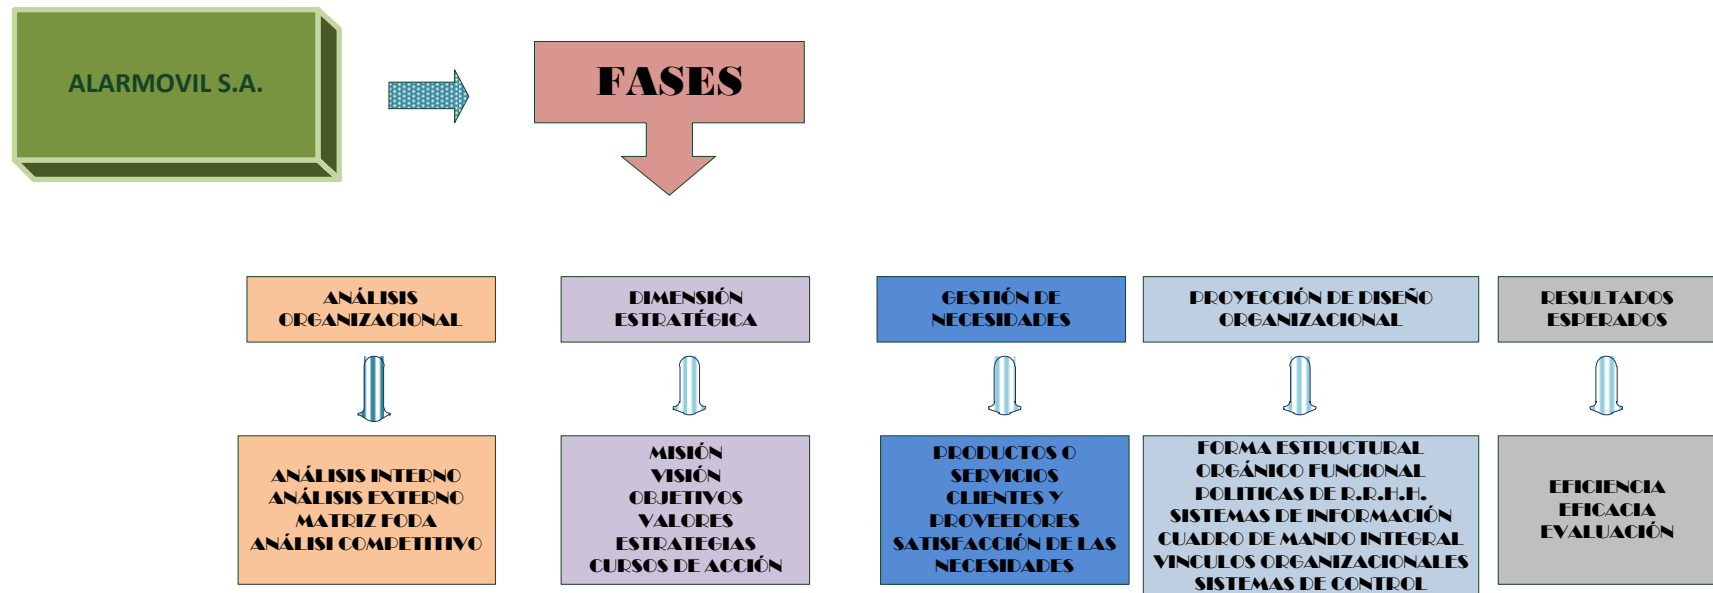 ALARMOVIL S.A.
FASES
ANÁLISIS
ORGANIZACIONAL
DIMENSIÓN
ESTRATÉGICA
GESTIÓN DE
NECESIDADES
PROYECCIÓN DE DISEÑO
ORGANIZACIONAL
RESULTADOS
ESPERADOS
ANÁLISIS INTERNO
ANÁLISIS EXTERNO
MATRIZ FODA
ANÁLISI COMPETITIVO
MISIÓN
VISIÓN
OBJETIVOS
VALORES
ESTRATEGIAS
CURSOS DE ACCIÓN
PRODUCTOS O
SERVICIOS
CLIENTES Y
PROVEEDORES
SATISFACCIÓN DE LAS
NECESIDADES
FORMA ESTRUCTURAL
ORGÁNICO FUNCIONAL
POLITICAS DE R.R.H.H.
SISTEMAS DE INFORMACIÓN
CUADRO DE MANDO INTEGRAL
VINCULOS ORGANIZACIONALES
SISTEMAS DE CONTROL
EFICIENCIA
EFICACIA
EVALUACIÓN